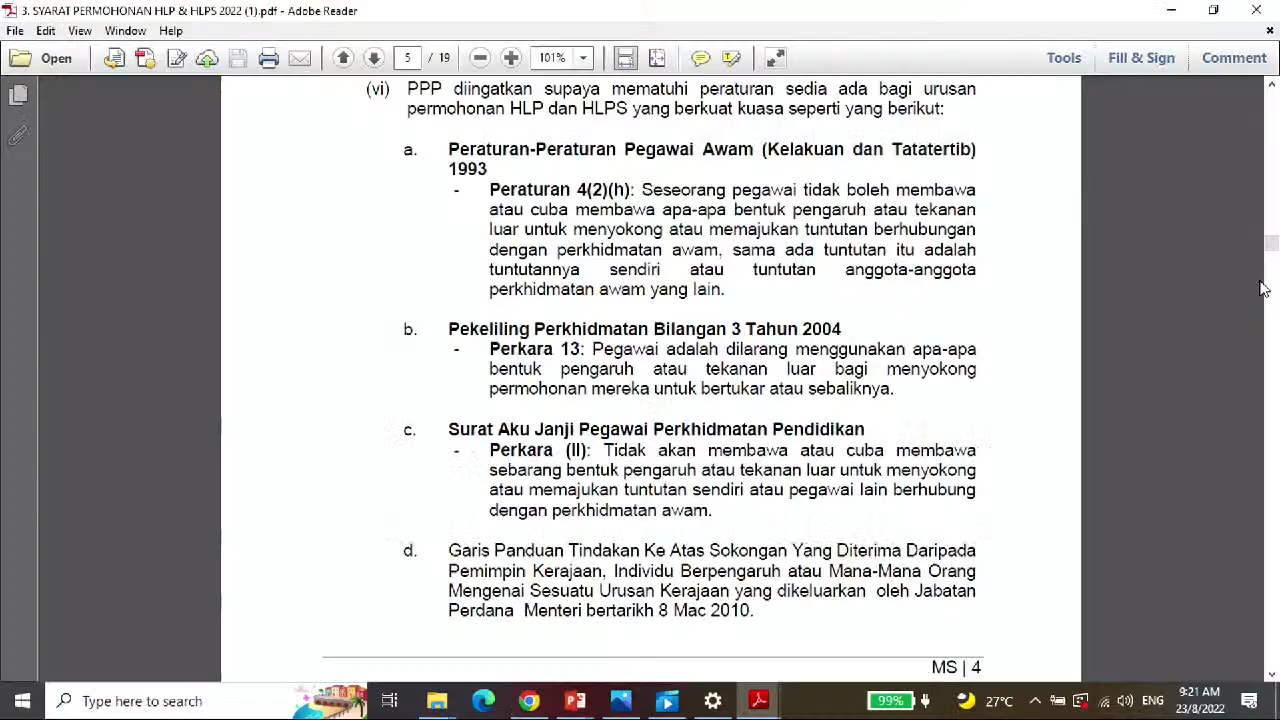 3. SYARAT PERMOHONAN HLP & HLPS 2022 (1).pdf - Adobe Reader
File Edit View Window Help
Open 5 / 19 101% Tools Fill & Sign Comment
(vi) PPP diingatkan supaya mematuhi peraturan sedia ada bagi urusan
permohonan HLP dan HLPS yang berkuat kuasa seperti yang berikut:
a. Peraturan-Peraturan Pegawai Awam (Kelakuan dan Tatatertib)
1993
- Peraturan 4(2)(h): Seseorang pegawai tidak boleh membawa
atau cuba membawa apa-apa bentuk pengaruh atau tekanan
luar untuk menyokong atau memajukan tuntutan berhubungan
dengan perkhidmatan awam, sama ada tuntutan itu adalah
tuntutannya sendiri atau tuntutan anggota-anggota
perkhidmatan awam yang lain.
b. Pekeliling Perkhidmatan Bilangan 3 Tahun 2004
- Perkara 13: Pegawai adalah dilarang menggunakan apa-apa
bentuk pengaruh atau tekanan luar bagi menyokong
permohonan mereka untuk bertukar atau sebaliknya.
c. Surat Aku Janji Pegawai Perkhidmatan Pendidikan
- Perkara (II): Tidak akan membawa atau cuba membawa
sebarang bentuk pengaruh atau tekanan luar untuk menyokong
atau memajukan tuntutan sendiri atau pegawai lain berhubung
dengan perkhidmatan awam.
d. Garis Panduan Tindakan Ke Atas Sokongan Yang Diterima Daripada
Pemimpin Kerajaan, Individu Berpengaruh atau Mana-Mana Orang
Mengenai Sesuatu Urusan Kerajaan yang dikeluarkan oleh Jabatan
Perdana Menteri bertarikh 8 Mac 2010.
MS | 4
Type here to search
99% 27°C ENG 9:21 AM
23/8/2022